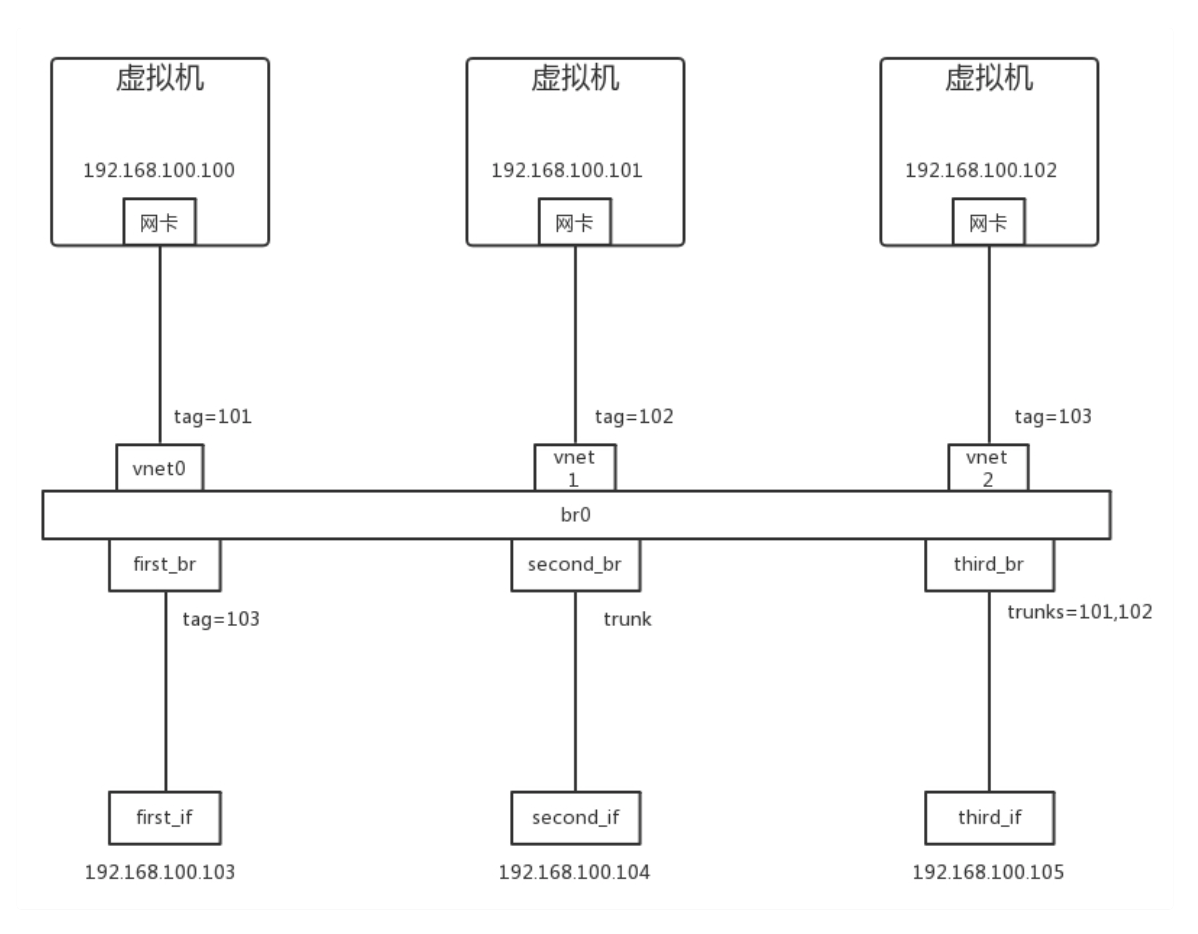 虚拟机
虚拟机
虚拟机
192.168.100.100
192.168.100.101
192.168.100.102
网卡
网卡
网卡
tag=101
tag=102
tag=103
vnet0
vnet
1
vnet
2
br0
first_br
second_br
third_br
tag=103
trunk
trunks=101,102
first_if
second_if
third_if
192.168.100.103
192.168.100.104
192.168.100.105